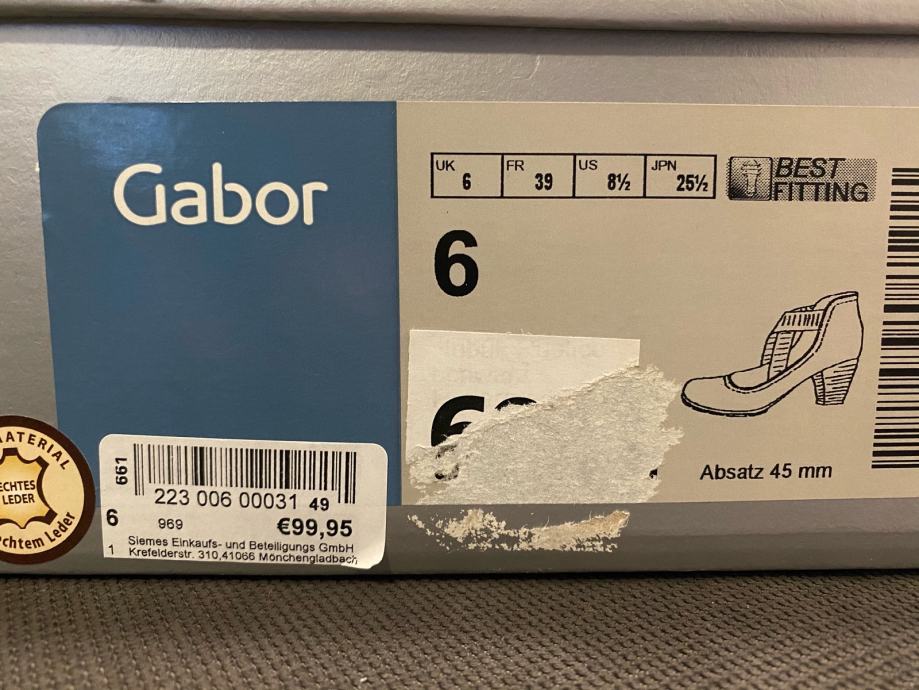 Gabor
UK 6 FR 39 US 8½ JPN 25½
BEST
FITTING
6
Absatz 45 mm
MATERIAL
ECHTES
LEDER
echtem Leder
661
223 006 00031 49
6 969 €99,95
1 Siemes Einkaufs- und Beteiligungs GmbH
Krefelderstr. 310,41066 Mönchengladbach